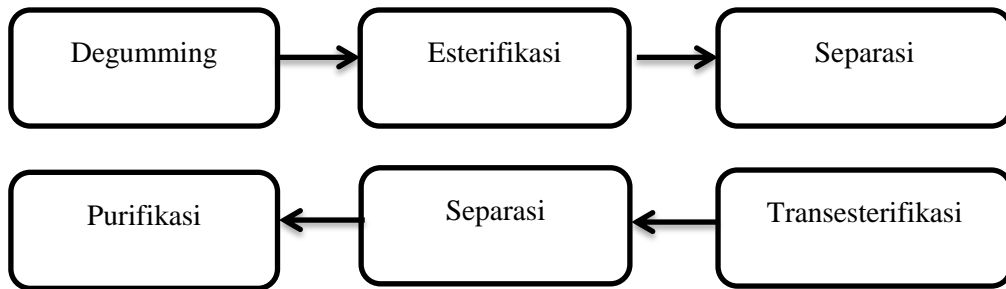 Degumming
Esterifikasi
Separasi
Transesterifikasi
Separasi
Purifikasi